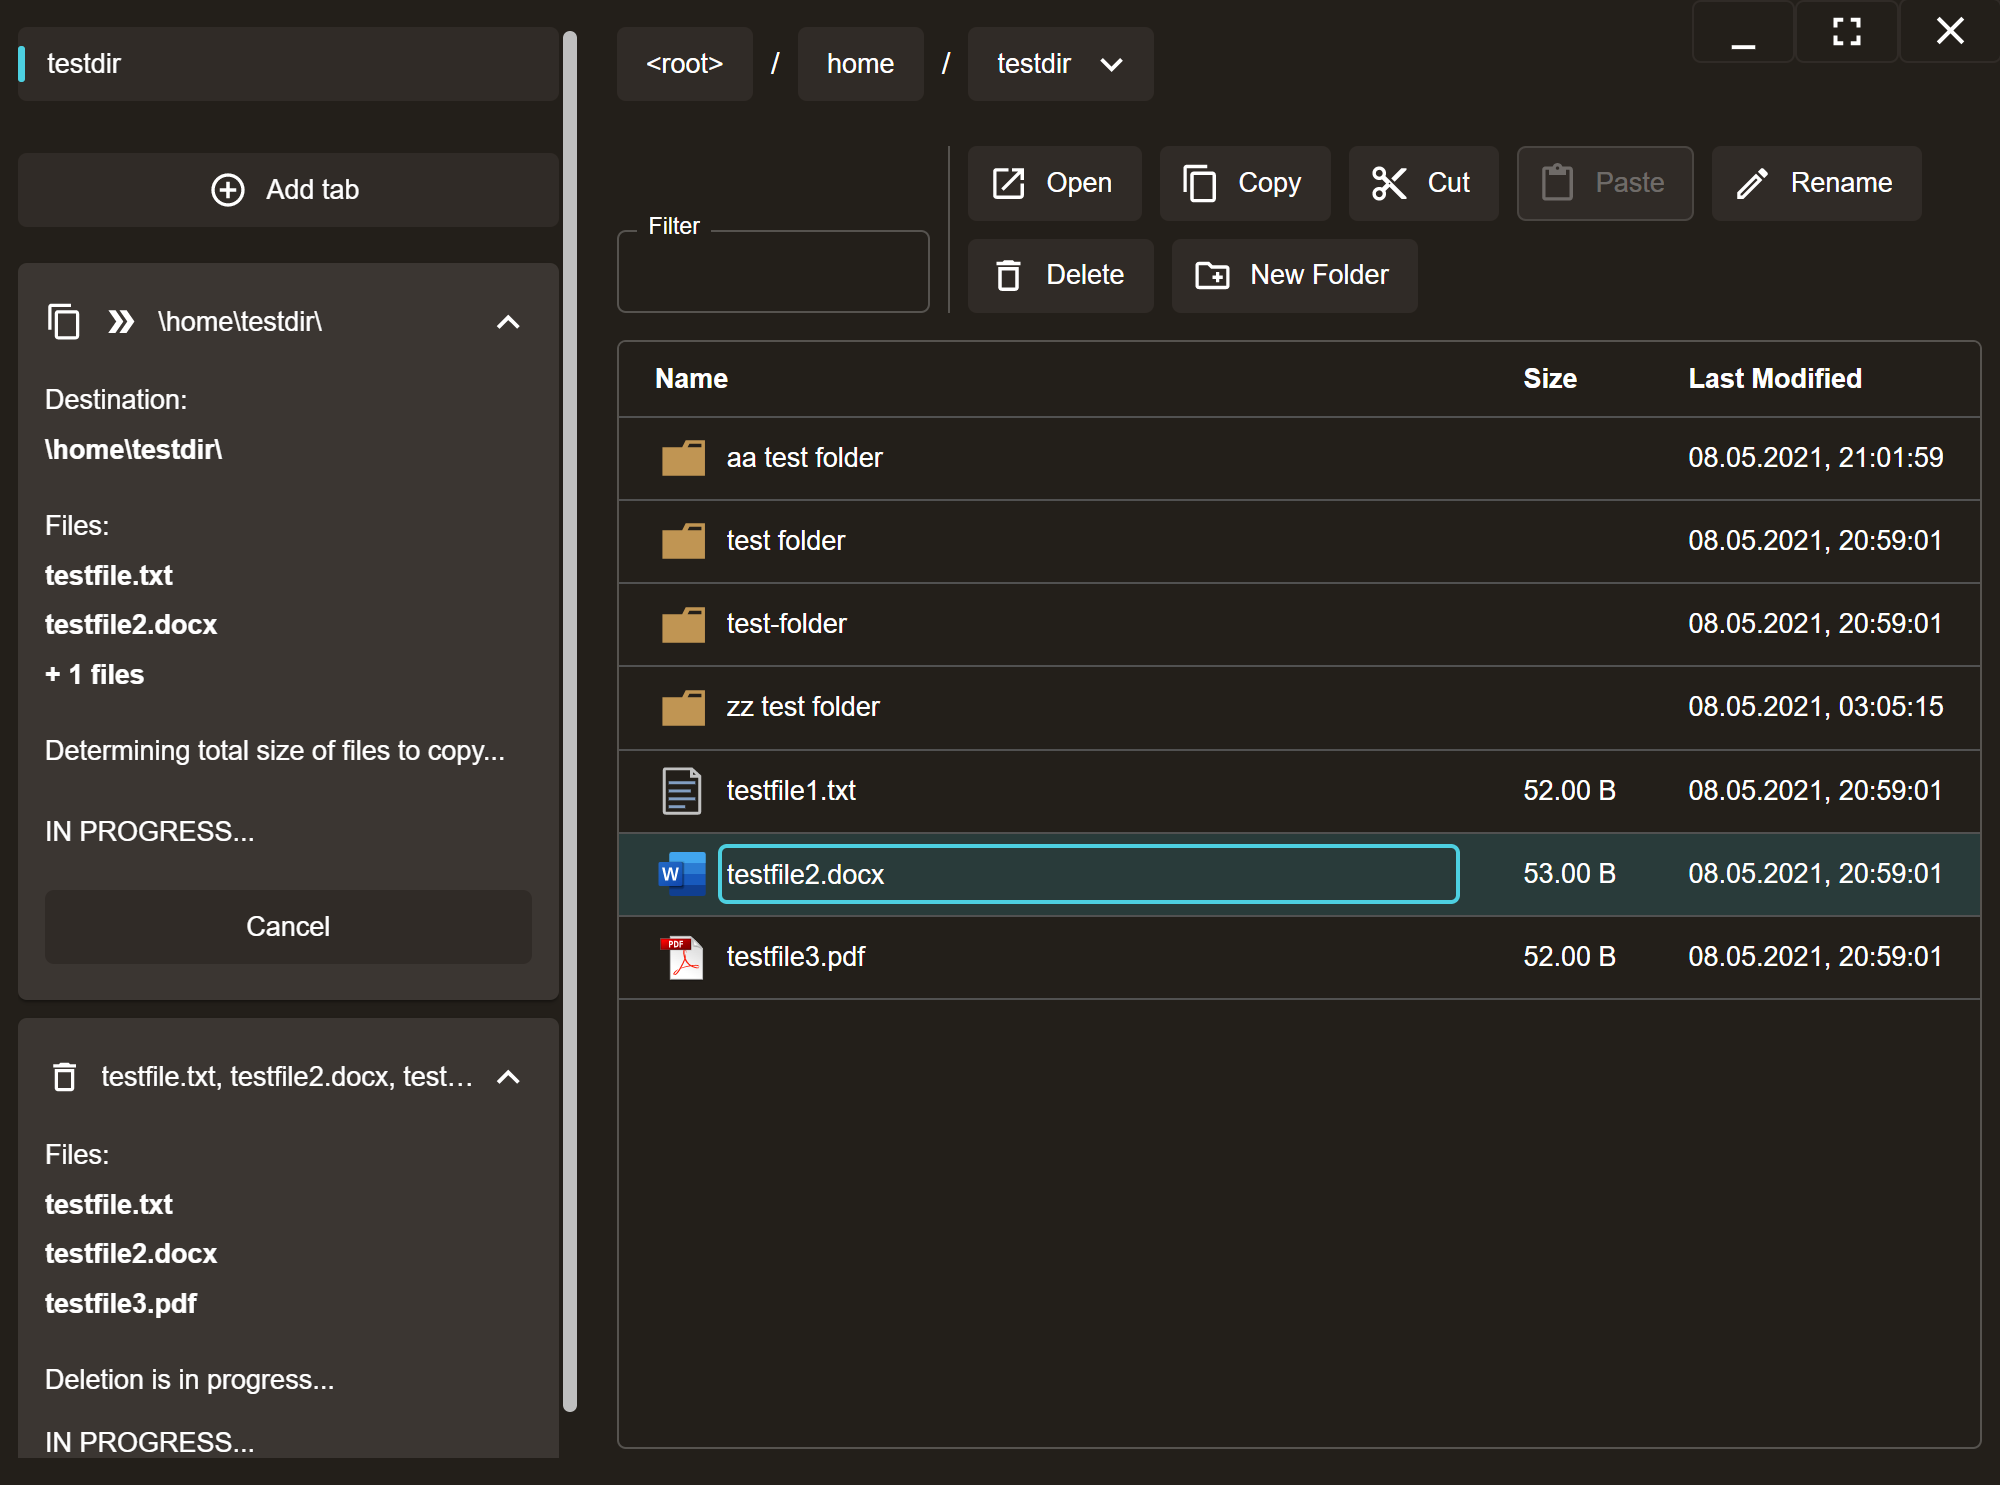 testdir
Add tab
\home\testdir\
Destination:
\home\testdir\
Files:
testfile.txt
testfile2.docx
+ 1 files
Determining total size of files to copy...
IN PROGRESS...
Cancel
testfile.txt, testfile2.docx, test...
Files:
testfile.txt
testfile2.docx
testfile3.pdf
Deletion is in progress...
IN PROGRESS...
<root> / home / testdir
Filter
Open Copy Cut Paste Rename
Delete New Folder
Name Size Last Modified
aa test folder 08.05.2021, 21:01:59
test folder 08.05.2021, 20:59:01
test-folder 08.05.2021, 20:59:01
zz test folder 08.05.2021, 03:05:15
testfile1.txt 52.00 B 08.05.2021, 20:59:01
W testfile2.docx 53.00 B 08.05.2021, 20:59:01
PDF testfile3.pdf 52.00 B 08.05.2021, 20:59:01